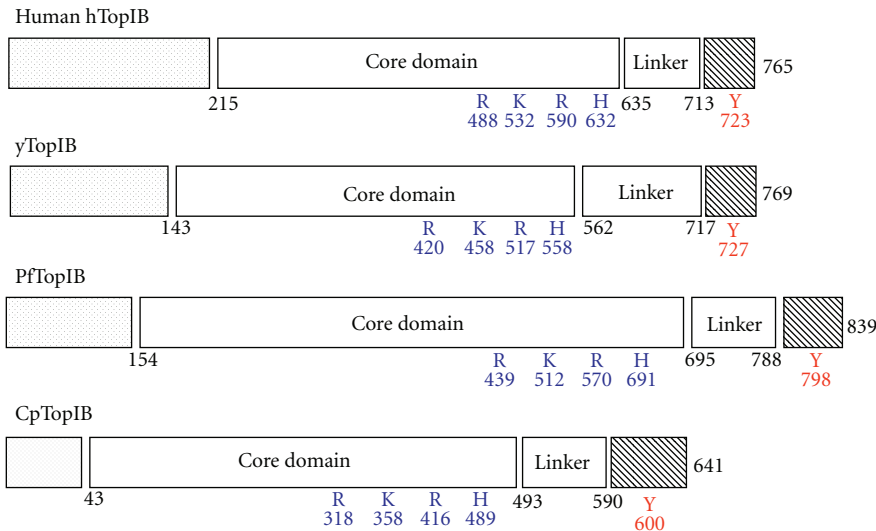 Human hTopIB
Core domain Linker 765
215 R K R H 635 713 Y
488 532 590 632 723
yTopIB
Core domain Linker 769
143 R K R H 562 717 Y
420 458 517 558 727
PfTopIB
Core domain Linker 839
154 R K R H 695 788 Y
439 512 570 691 798
CpTopIB
Core domain Linker 641
43 R K R H 493 590 Y
318 358 416 489 600